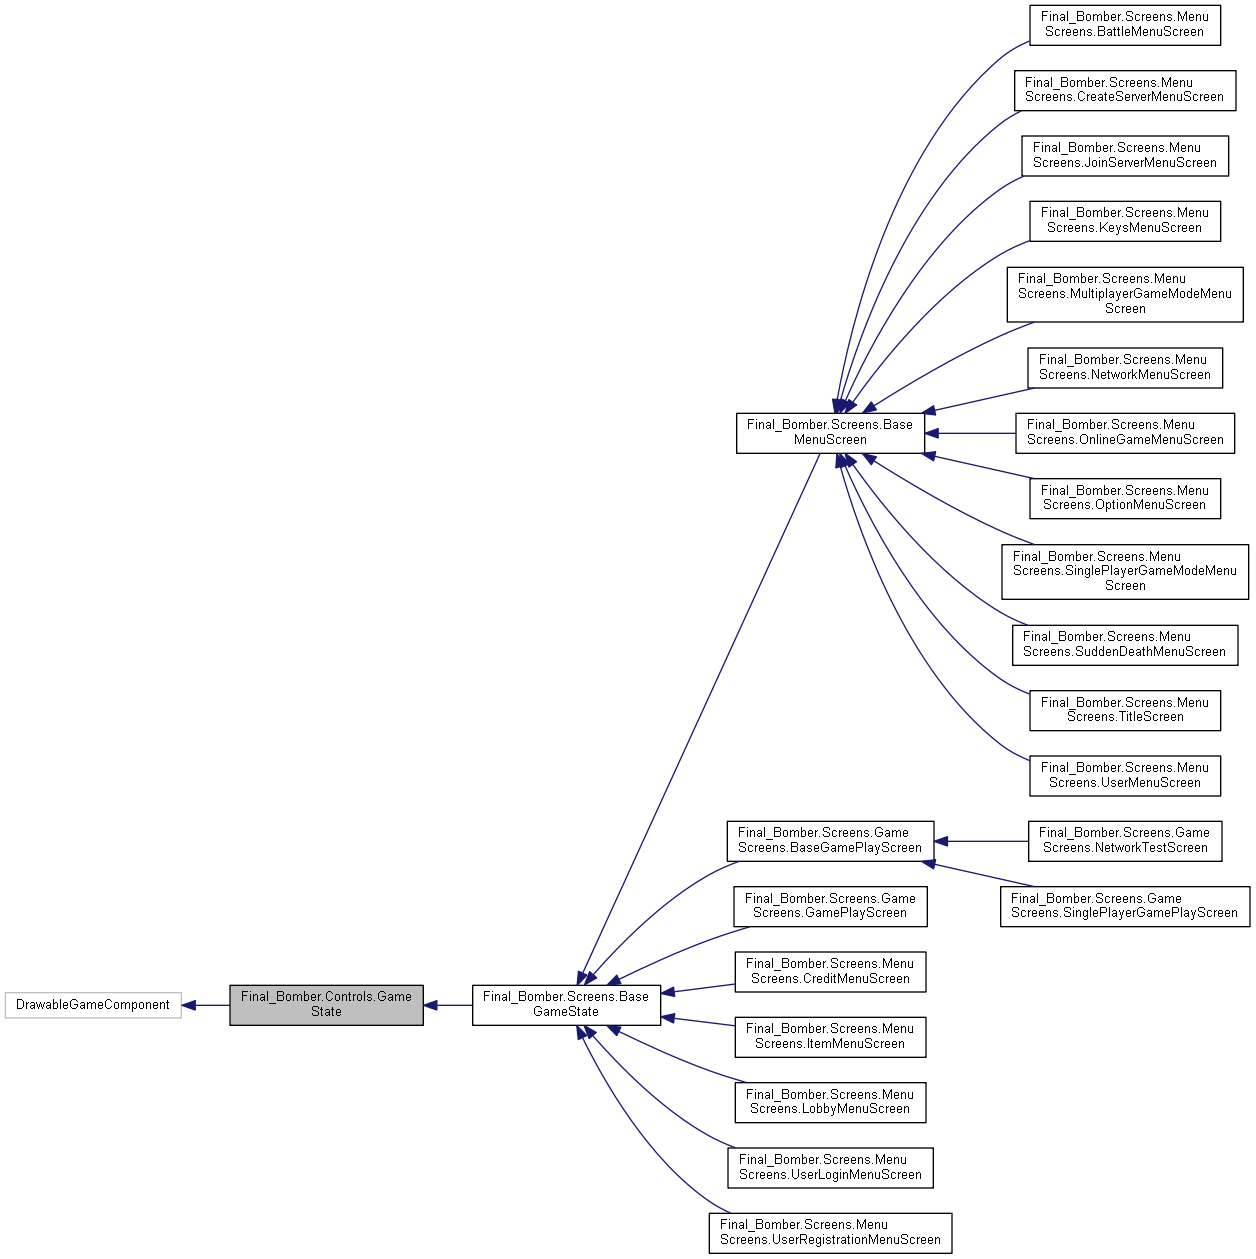 Final_Bomber.Screens.Menu
Screens.BattleMenuScreen
Final_Bomber.Screens.Menu
Screens.CreateServerMenuScreen
Final_Bomber.Screens.Menu
Screens.JoinServerMenuScreen
Final_Bomber.Screens.Menu
Screens.KeysMenuScreen
Final_Bomber.Screens.Menu
Screens.MultiplayerGameModeMenu
Screen
Final_Bomber.Screens.Menu
Screens.NetworkMenuScreen
Final_Bomber.Screens.Base
MenuScreen
Final_Bomber.Screens.Menu
Screens.OnlineGameMenuScreen
Final_Bomber.Screens.Menu
Screens.OptionMenuScreen
Final_Bomber.Screens.Menu
Screens.SinglePlayerGameModeMenu
Screen
Final_Bomber.Screens.Menu
Screens.SuddenDeathMenuScreen
Final_Bomber.Screens.Menu
Screens.TitleScreen
Final_Bomber.Screens.Menu
Screens.UserMenuScreen
Final_Bomber.Screens.Game
Screens.BaseGamePlayScreen
Final_Bomber.Screens.Game
Screens.NetworkTestScreen
Final_Bomber.Screens.Game
Screens.GamePlayScreen
Final_Bomber.Screens.Game
Screens.SinglePlayerGamePlayScreen
Final_Bomber.Screens.Menu
Screens.CreditMenuScreen
DrawableGameComponent
Final_Bomber.Controls.Game
State
Final_Bomber.Screens.Base
GameState
Final_Bomber.Screens.Menu
Screens.ItemMenuScreen
Final_Bomber.Screens.Menu
Screens.LobbyMenuScreen
Final_Bomber.Screens.Menu
Screens.UserLoginMenuScreen
Final_Bomber.Screens.Menu
Screens.UserRegistrationMenuScreen